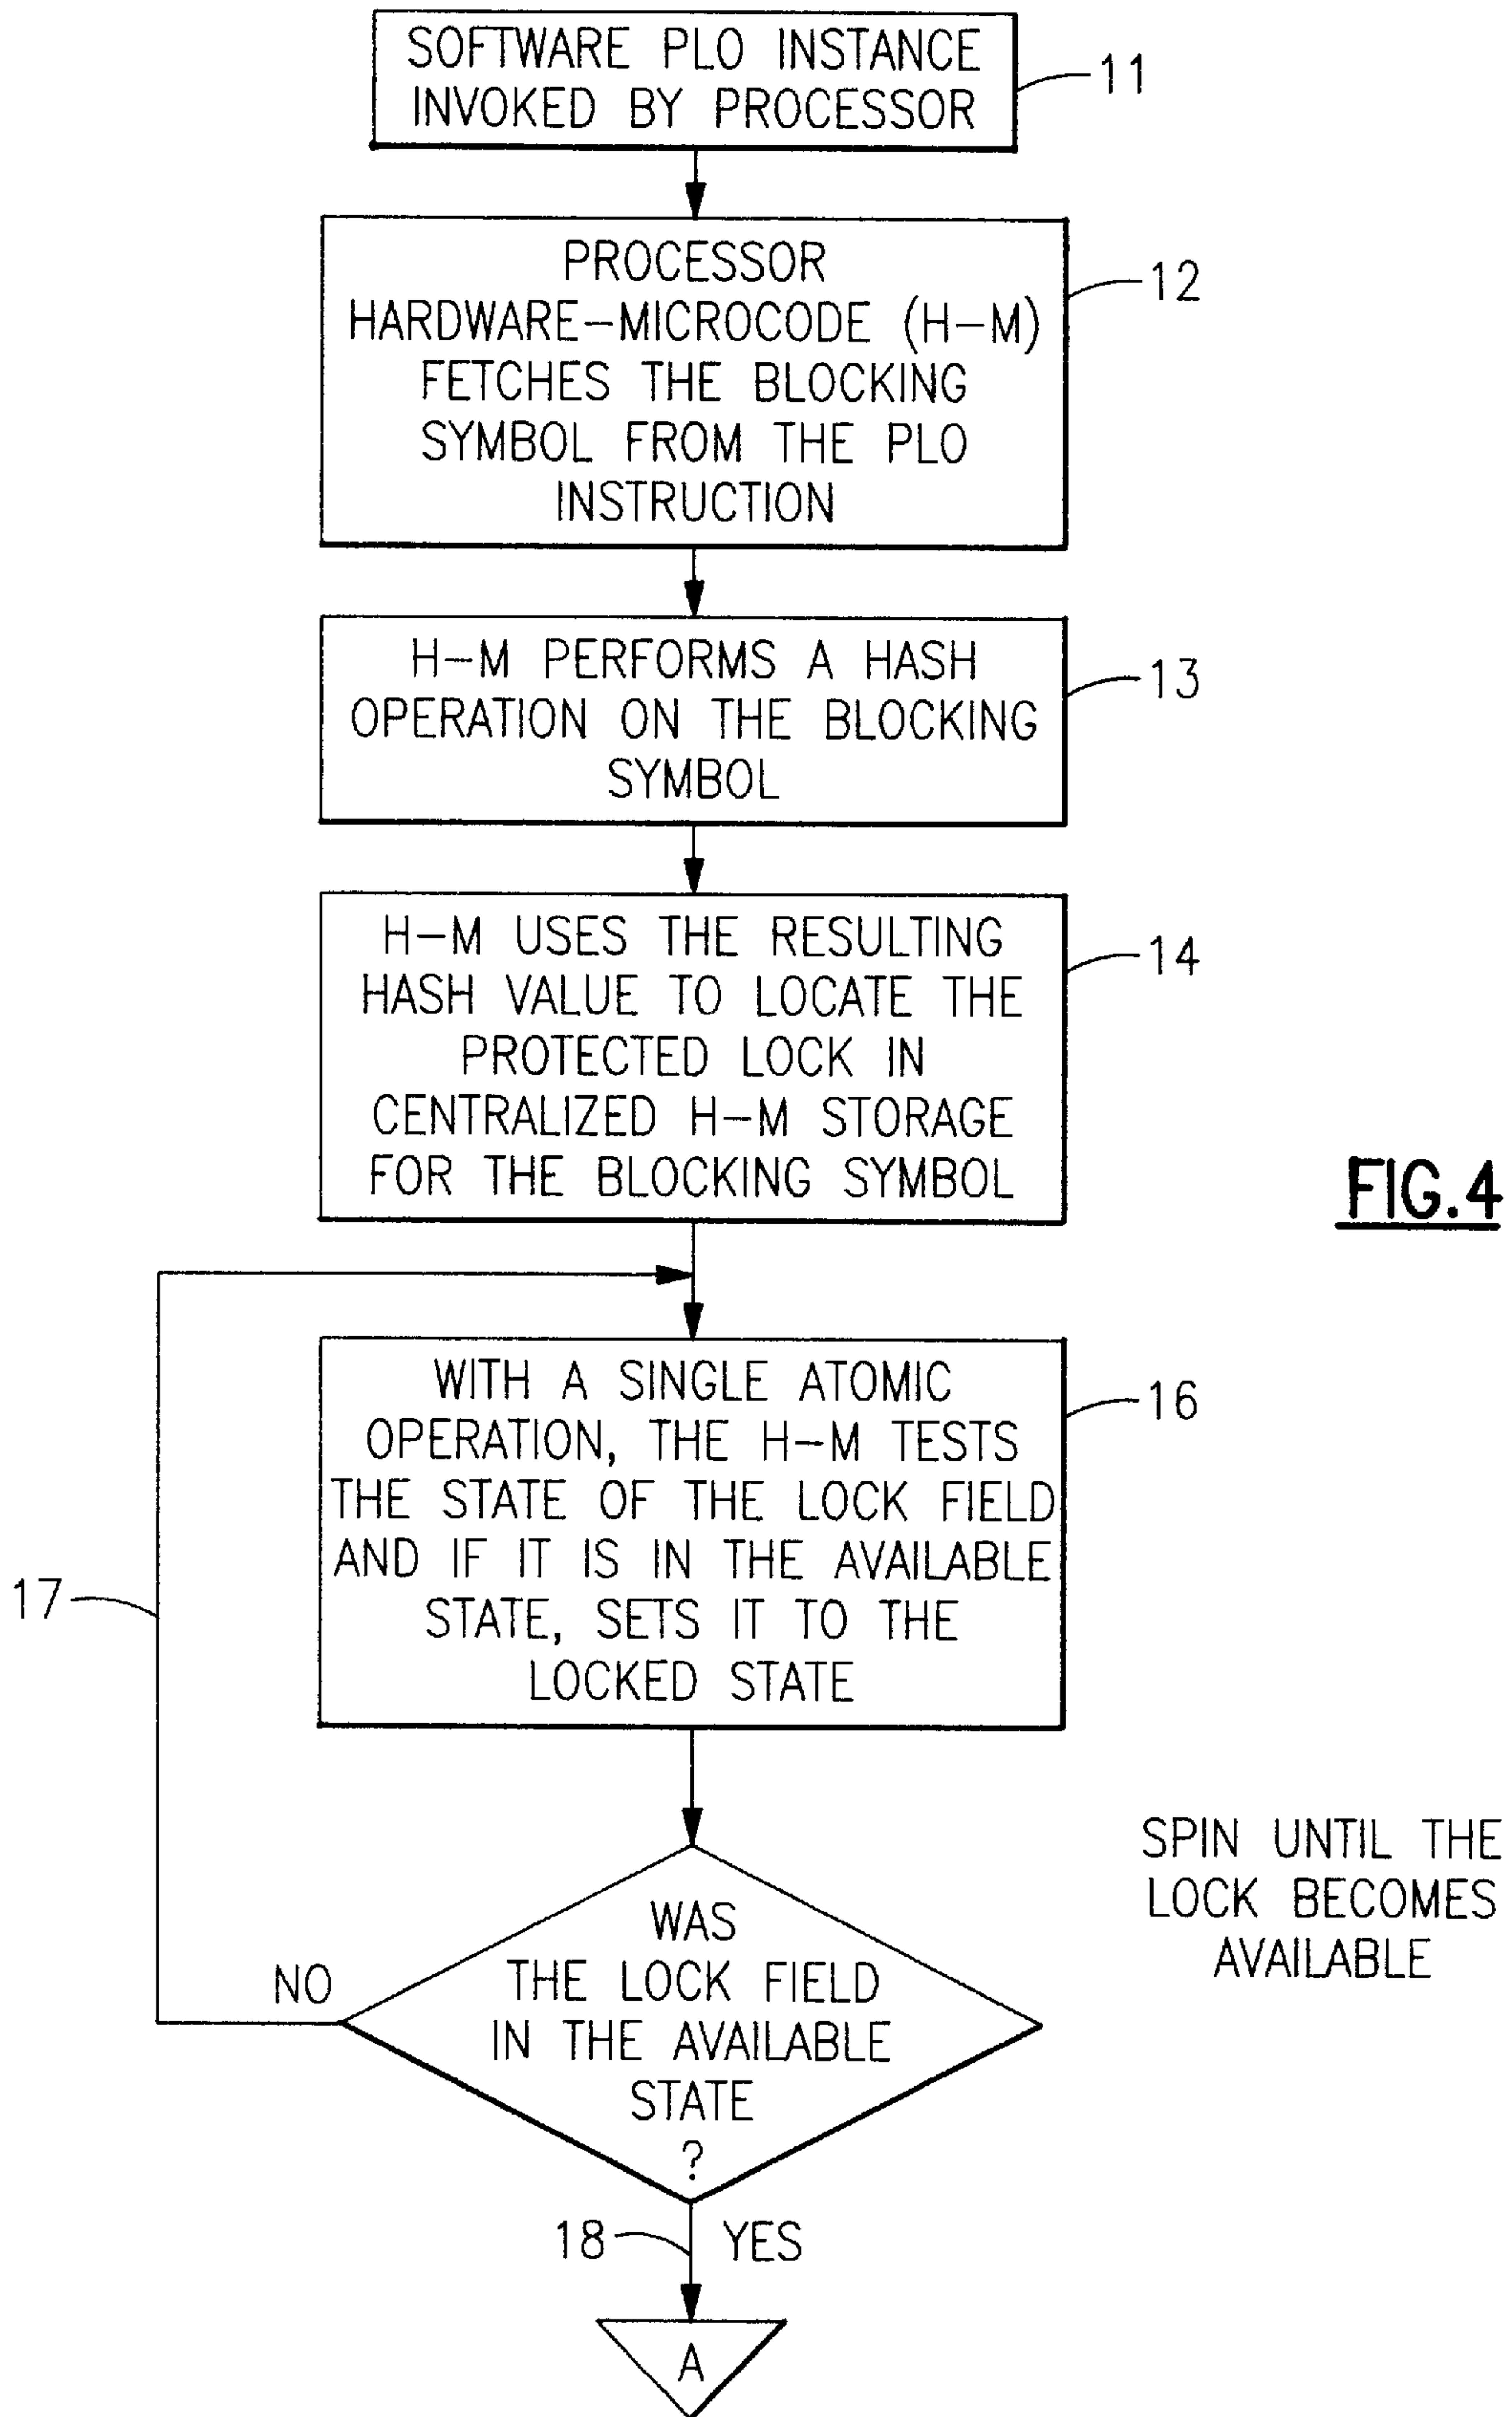 SOFTWARE PLO INSTANCE
INVOKED BY PROCESSOR
11
PROCESSOR
HARDWARE-MICROCODE (H-M)
FETCHES THE BLOCKING
SYMBOL FROM THE PLO
INSTRUCTION
12
H-M PERFORMS A HASH
OPERATION ON THE BLOCKING
SYMBOL
13
H-M USES THE RESULTING
HASH VALUE TO LOCATE THE
PROTECTED LOCK IN
CENTRALIZED H-M STORAGE
FOR THE BLOCKING SYMBOL
14
FIG.4
WITH A SINGLE ATOMIC
OPERATION, THE H-M TESTS
THE STATE OF THE LOCK FIELD
AND IF IT IS IN THE AVAILABLE
STATE, SETS IT TO THE
LOCKED STATE
16
17
SPIN UNTIL THE
LOCK BECOMES
AVAILABLE
WAS
THE LOCK FIELD
IN THE AVAILABLE
STATE
?
NO
18
YES
A